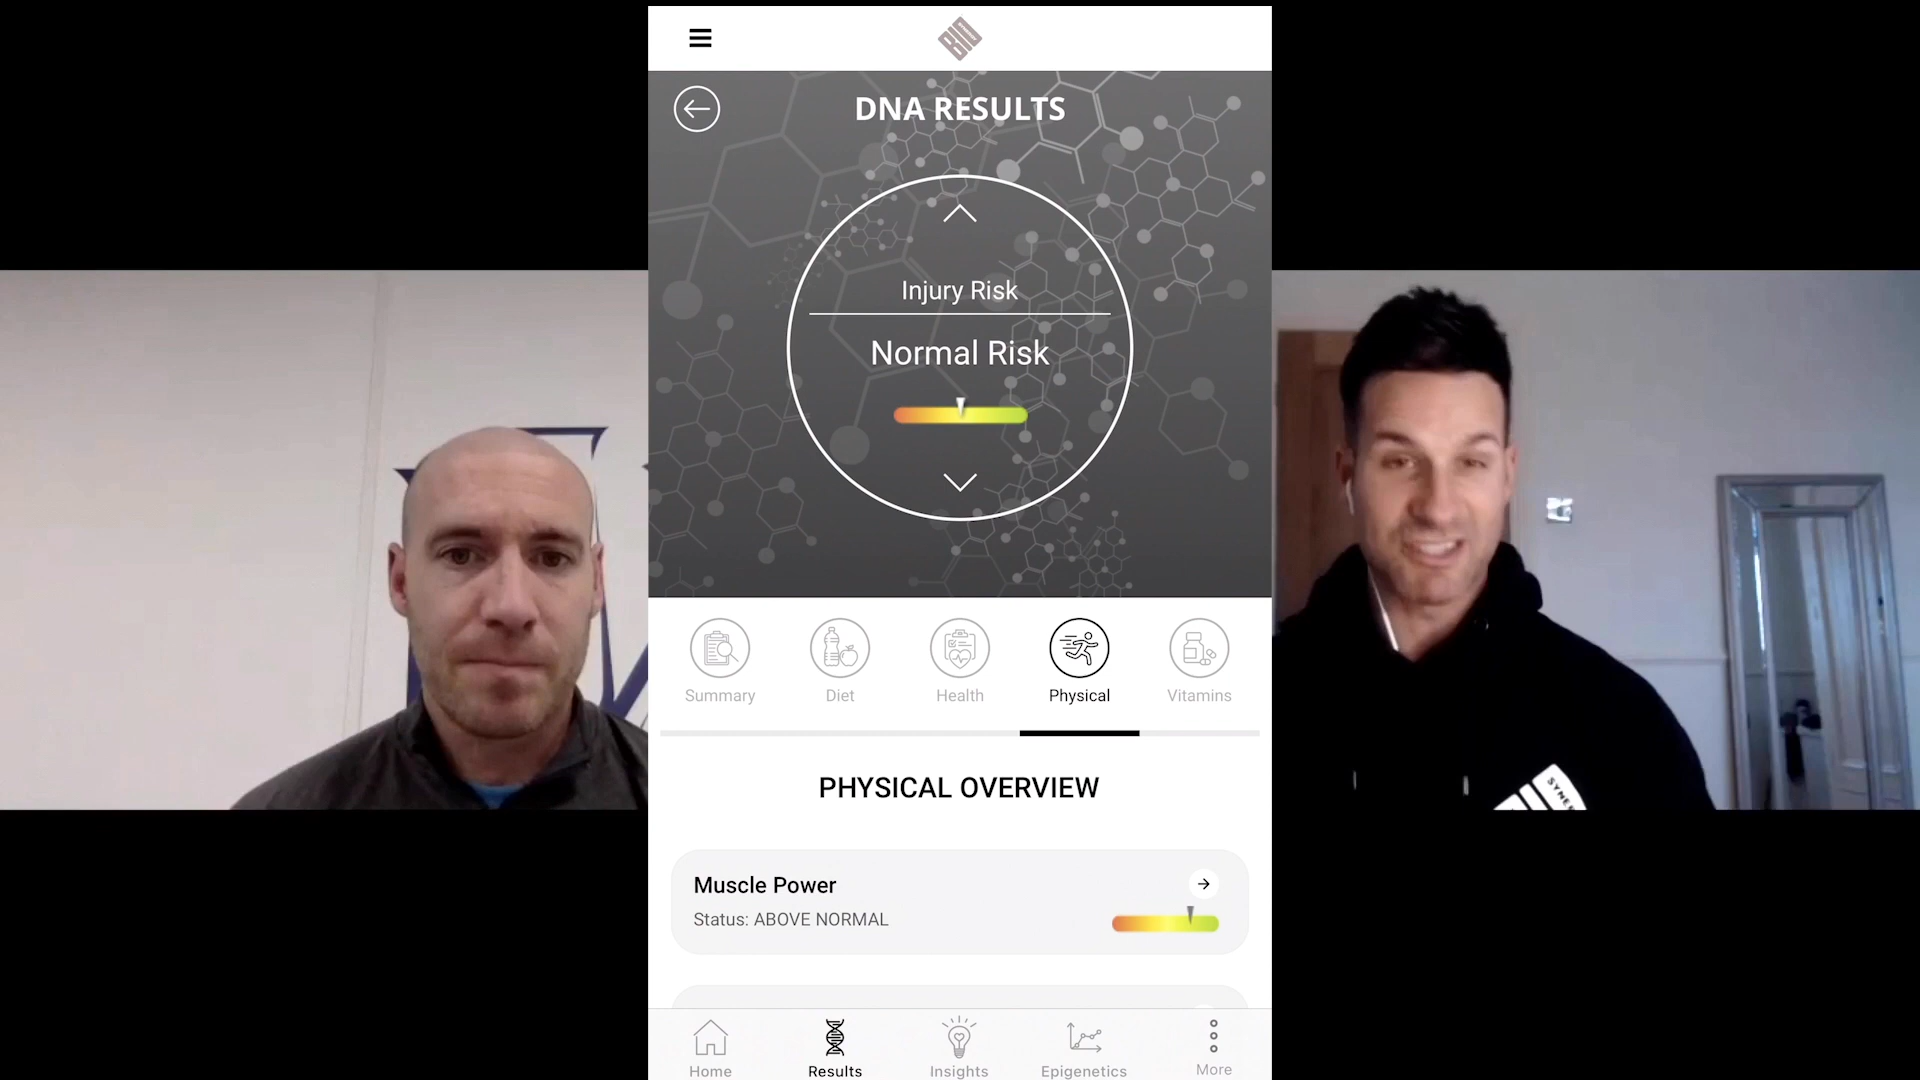 BIO
DNA RESULTS
Injury Risk
Normal Risk
Summary
Diet
Health
Physical
Vitamins
PHYSICAL OVERVIEW
Muscle Power
Status: ABOVE NORMAL
Home
Results
Insights
Epigenetics
More